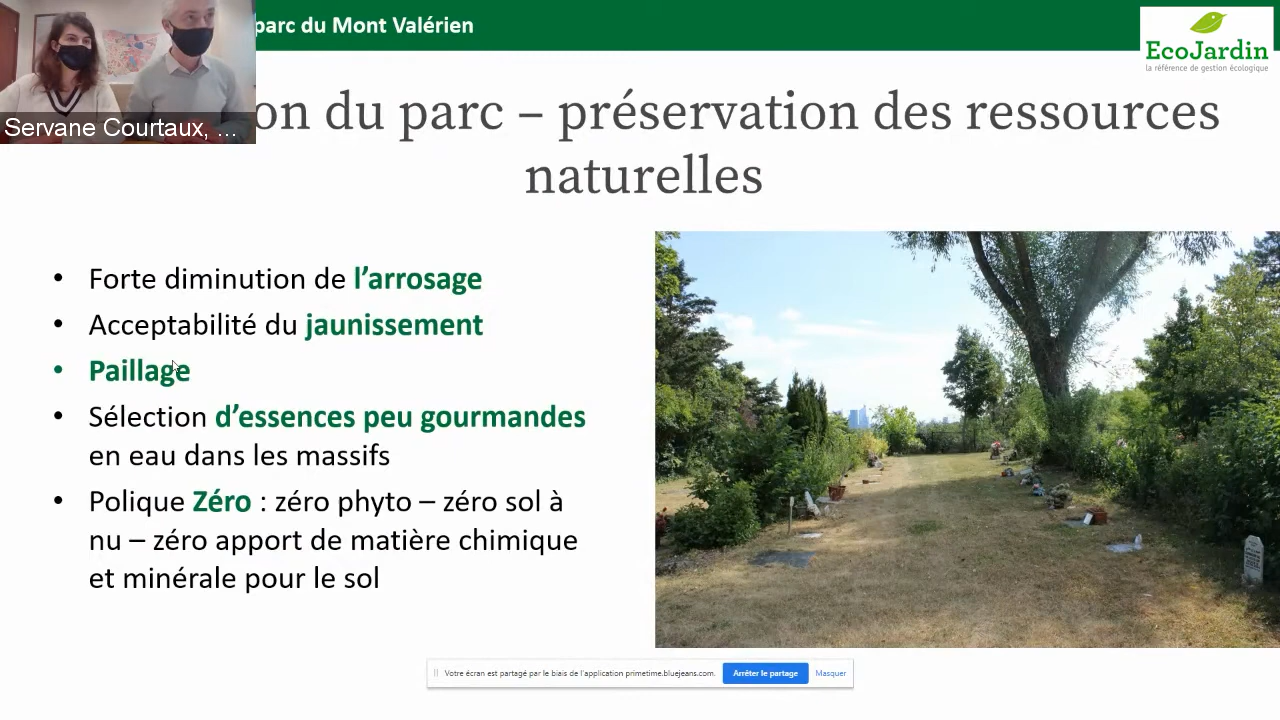 parc du Mont Valérien
EcoJardin
la référence de gestion écologique
Servane Courtaux, ...
on du parc – préservation des ressources
naturelles
• Forte diminution de l’arrosage
• Acceptabilité du jaunissement
• Paillage
• Sélection d’essences peu gourmandes
en eau dans les massifs
• Polique Zéro : zéro phyto – zéro sol à
nu – zéro apport de matière chimique
et minérale pour le sol
Votre écran est partagé par le biais de l'application primetime.bluejeans.com. Arrêter le partage Masquer